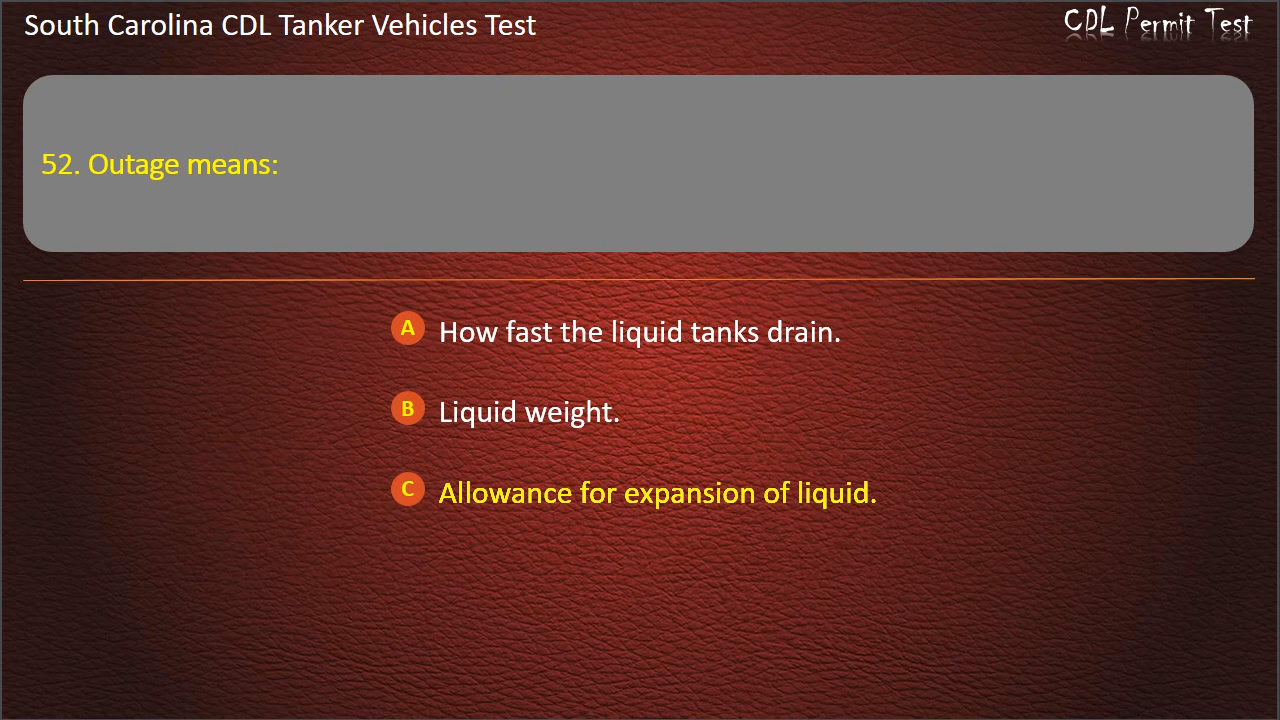 South Carolina CDL Tanker Vehicles Test
CDL Permit Test
52. Outage means:
A How fast the liquid tanks drain.
B Liquid weight.
C Allowance for expansion of liquid.